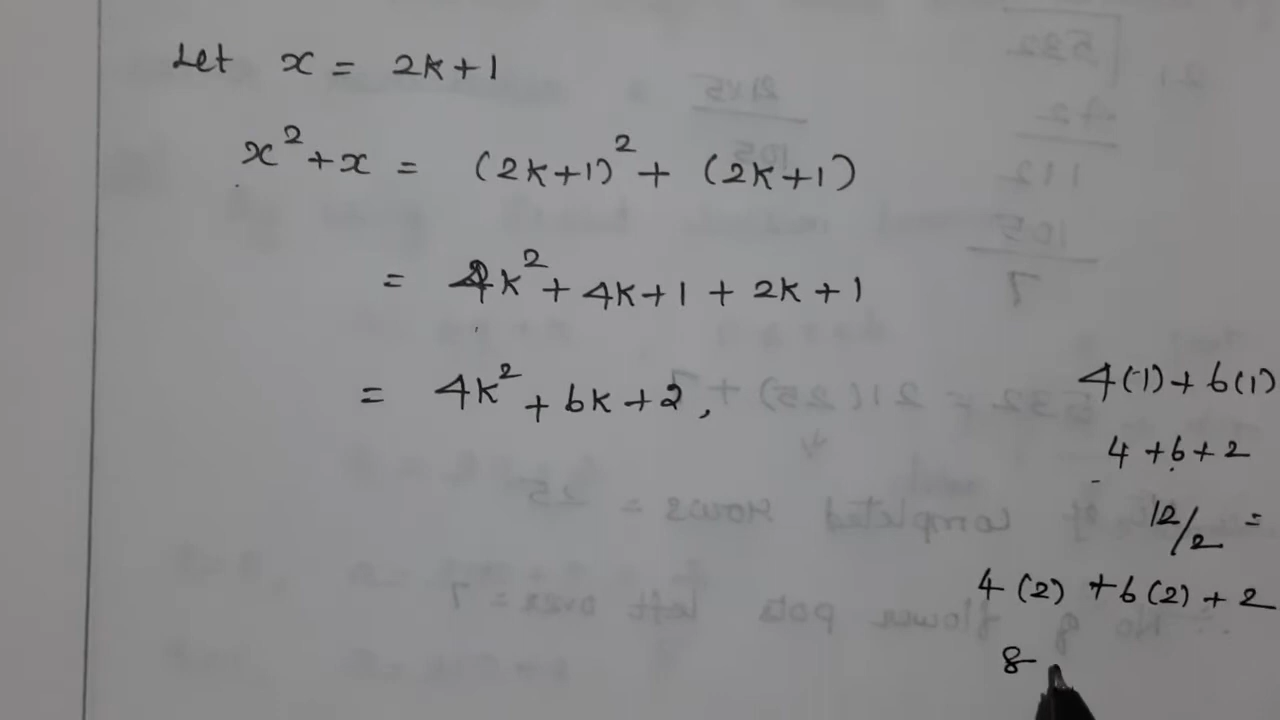 Let x = 2k+1
x²+x = (2k+1)² + (2k+1)
= 4k² + 4k+1 + 2k+1
= 4k² + 6k+2,
4(1) + 6(1)
4 + 6 + 2
12/2 =
4(2) + 6(2) + 2
8